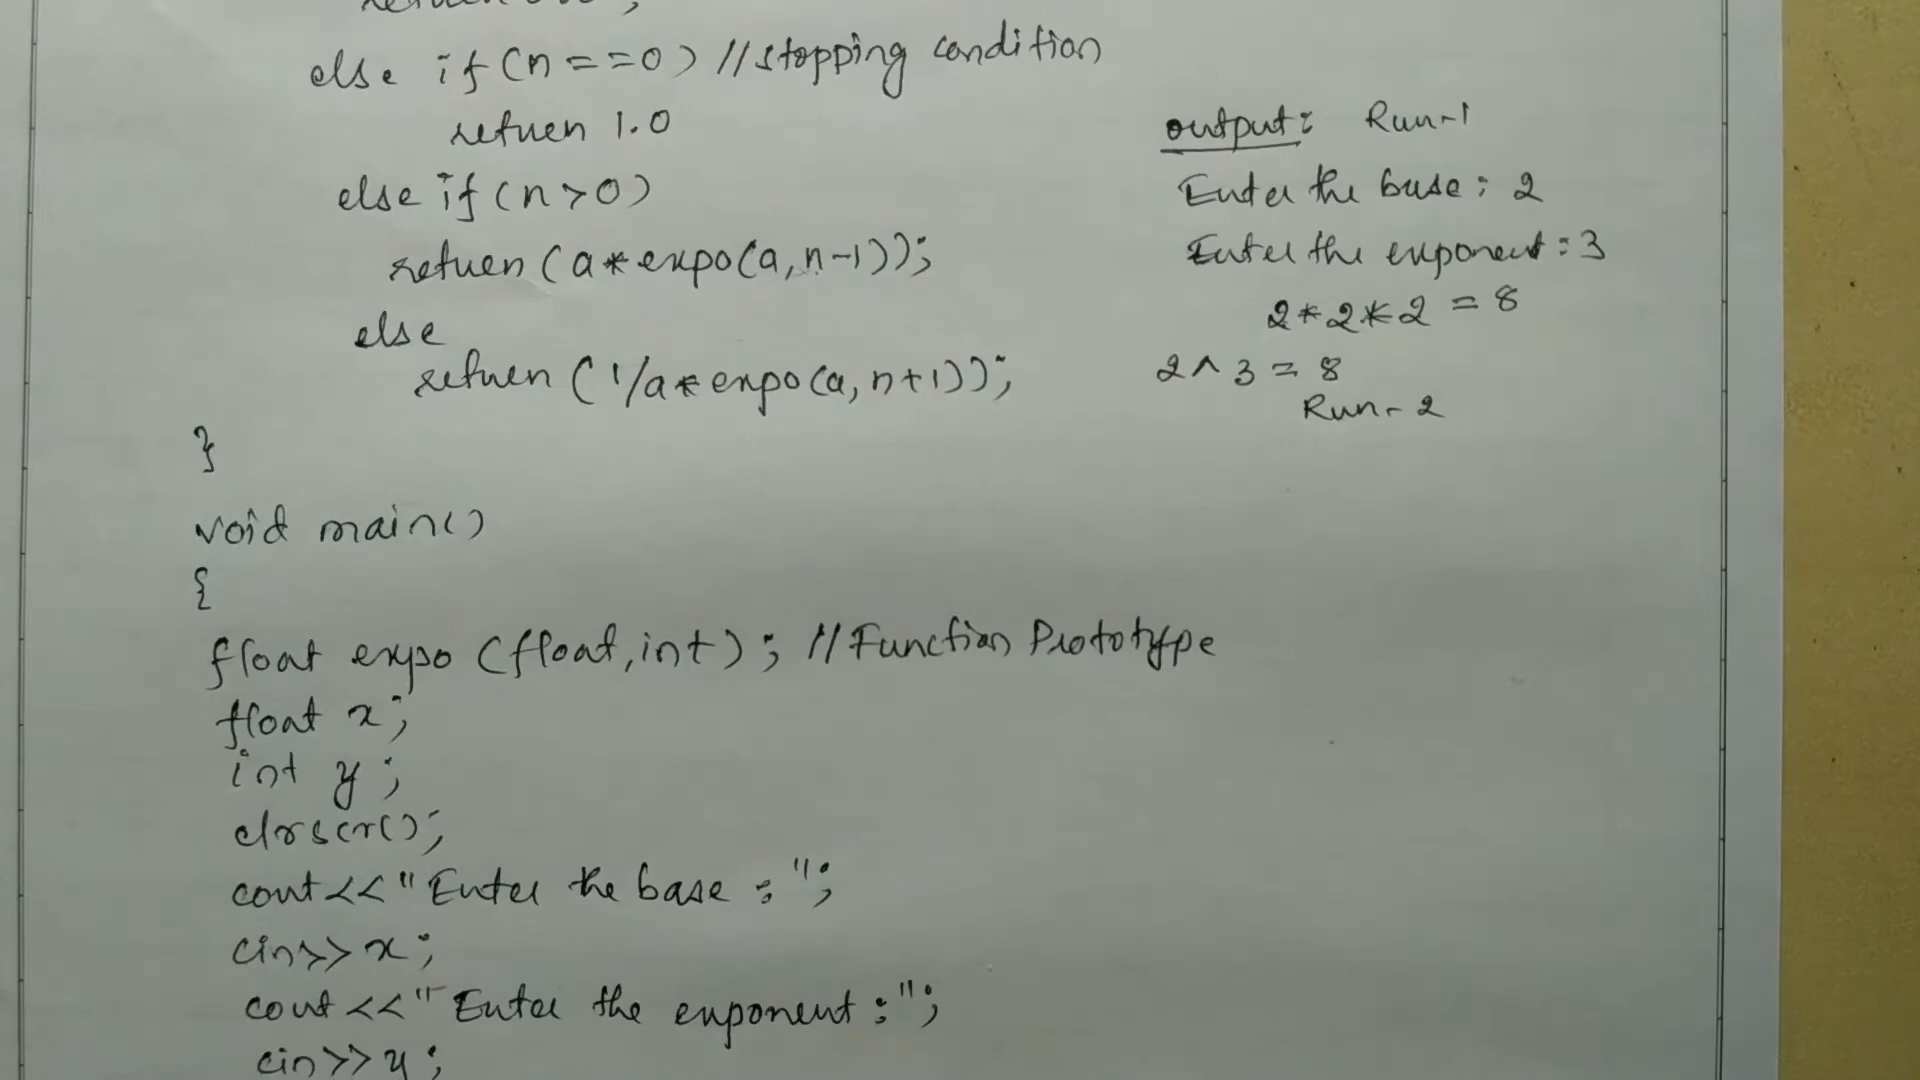 else if (n==0) //stopping condition
return 1.0
else if (n>0)
return (a*expo(a,n-1));
else
return (1/a*expo(a,n+1));
}
void main()
{
float expo (float,int); //Function Prototype
float x;
int y;
clrscr();
cout<<"Enter the base :";
cin>>x;
cout<<"Enter the exponent :";
cin>>y;
output: Run-1
Enter the base: 2
Enter the exponent: 3
2*2*2 = 8
2^3 = 8
Run-2